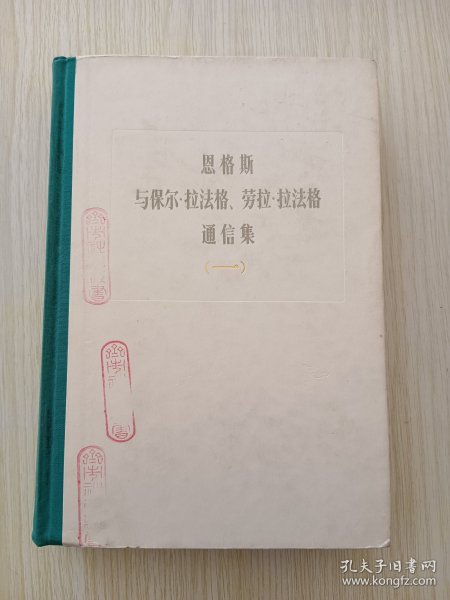 恩格斯
与保尔·拉法格、劳拉·拉法格
通信集
(一)
孔夫子旧书网
www.kongfz.com